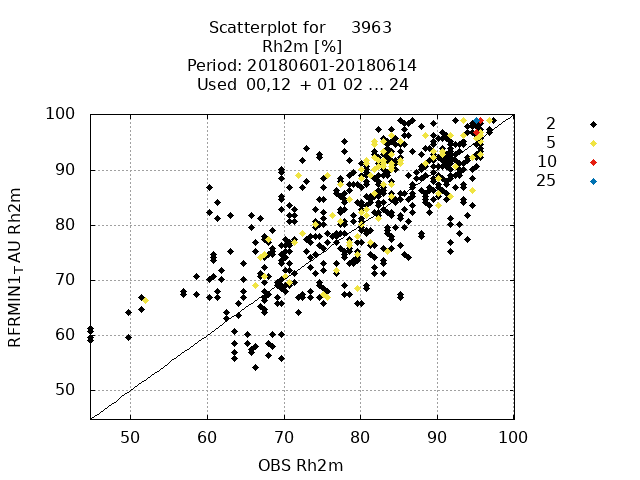 Scatterplot for 3963
Rh2m [%]
Period: 20180601-20180614
Used 00,12 + 01 02 ... 24
100
90
80
70
60
50
50 60 70 80 90 100
RFRMIN1_T AU Rh2m
OBS Rh2m
2
5
10
25